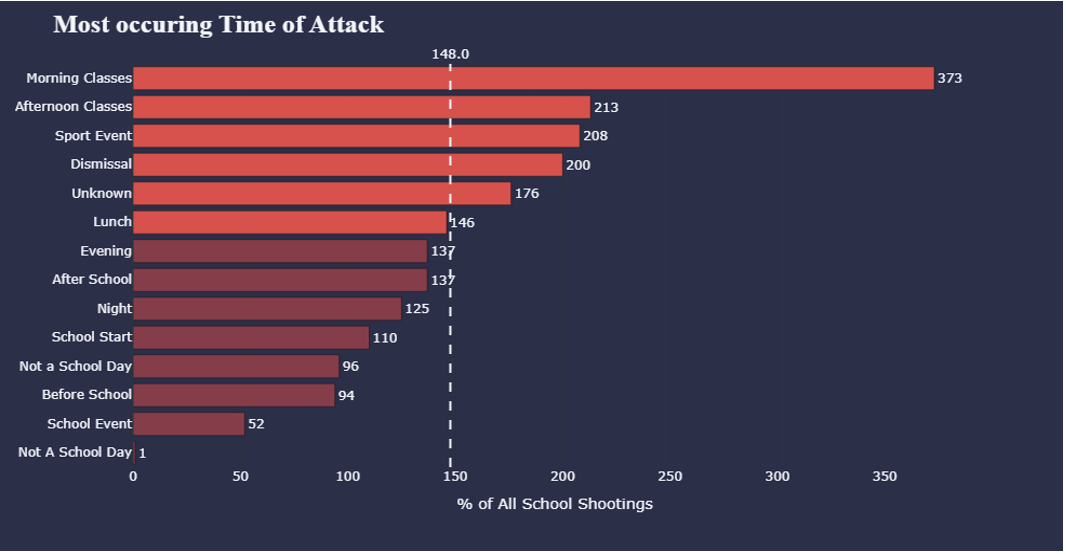 Most occuring Time of Attack
148.0
Morning Classes 373
Afternoon Classes 213
Sport Event 208
Dismissal 200
Unknown 176
Lunch 146
Evening 137
After School 137
Night 125
School Start 110
Not a School Day 96
Before School 94
School Event 52
Not A School Day 1
0 50 100 150 200 250 300 350
% of All School Shootings